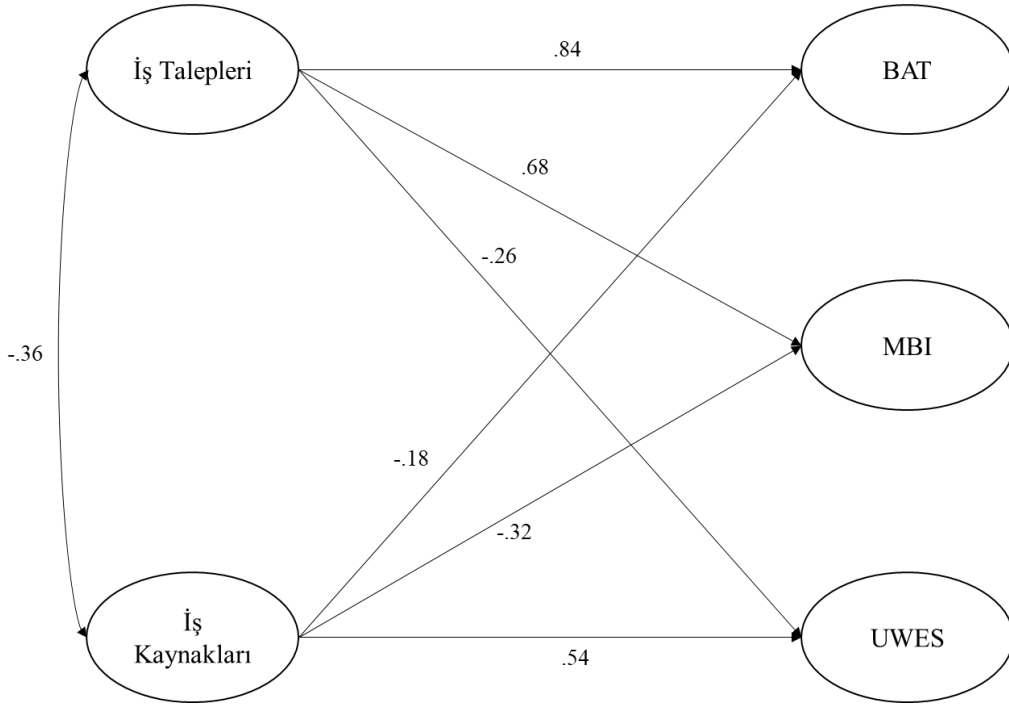 İş Talepleri
.84
BAT
.68
-.26
-.36
MBI
-.18
-.32
İş
Kaynakları
.54
UWES